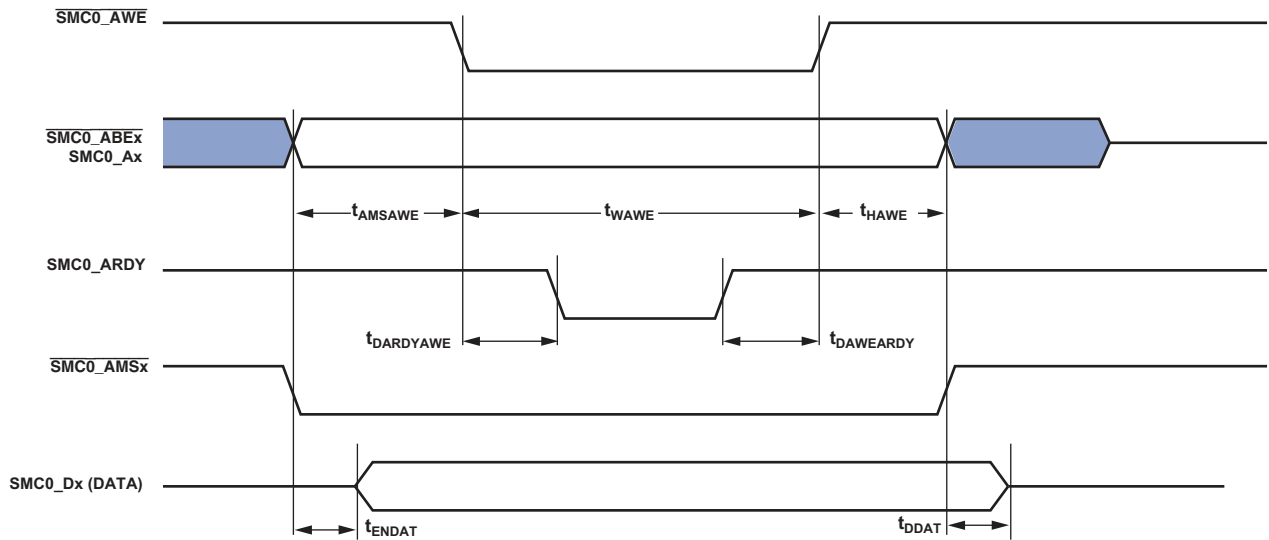 SMC0_AWE
SMC0_ABEx
SMC0_Ax
tAMSAWE
tWAWE
tHAWE
SMC0_ARDY
tDARDYAWE
tDAWEARDY
SMC0_AMSx
SMC0_Dx (DATA)
tENDAT
tDDAT